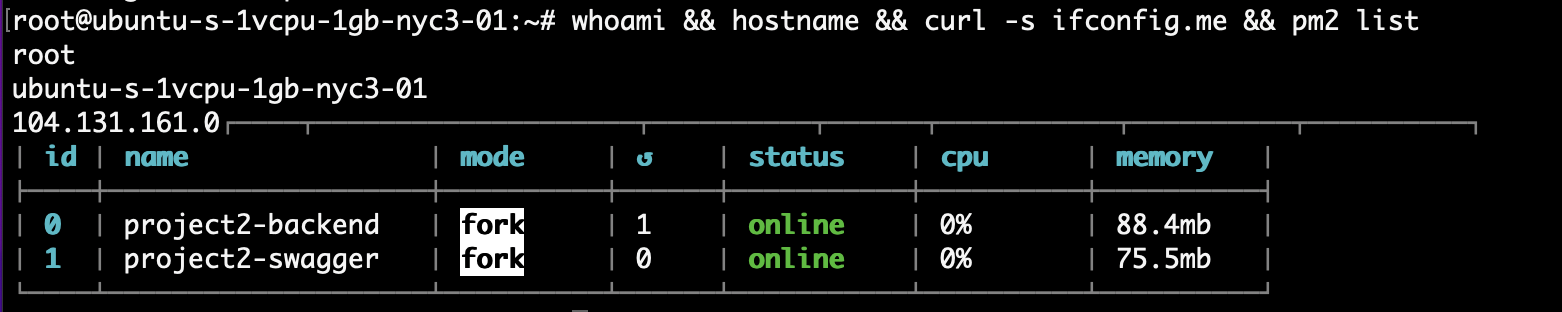 [root@ubuntu-s-1vcpu-1gb-nyc3-01:~# whoami && hostname && curl -s ifconfig.me && pm2 list
root
ubuntu-s-1vcpu-1gb-nyc3-01
104.131.161.0
id name mode ↺ status cpu memory
0 project2-backend fork 1 online 0% 88.4mb
1 project2-swagger fork 0 online 0% 75.5mb